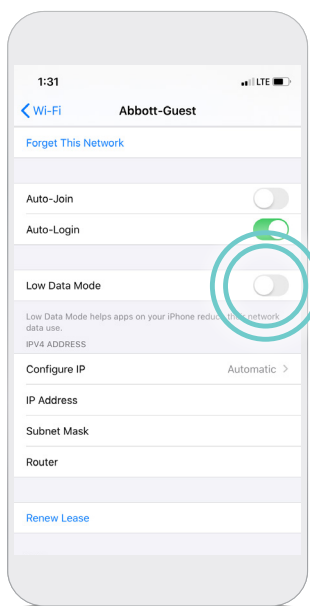 1:31 LTE
Wi-Fi Abbott-Guest
Forget This Network
Auto-Join
Auto-Login
Low Data Mode
Low Data Mode helps apps on your iPhone reduce their network
data use.
IPV4 ADDRESS
Configure IP Automatic
IP Address
Subnet Mask
Router
Renew Lease